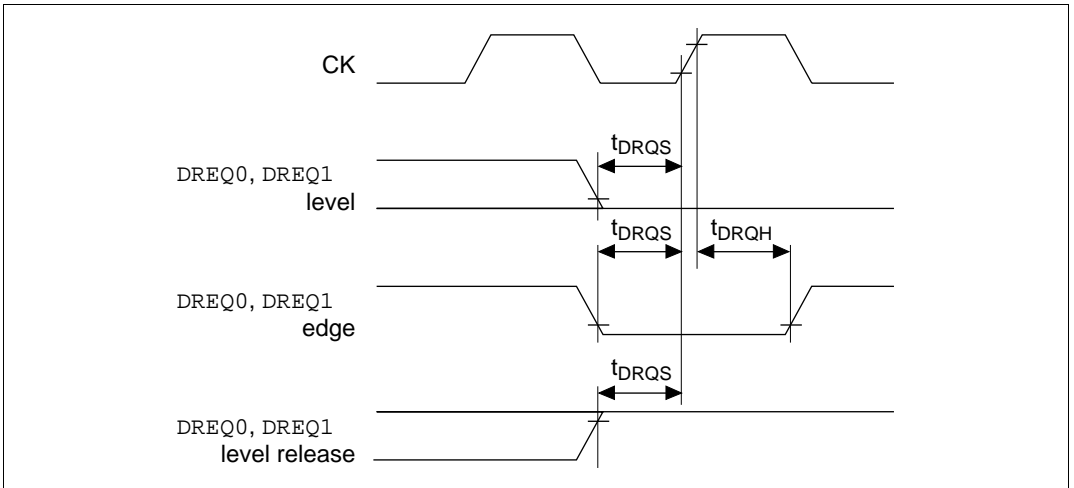 CK
tDRQS
DREQ0, DREQ1
level
tDRQS
tDRQH
DREQ0, DREQ1
edge
tDRQS
DREQ0, DREQ1
level release